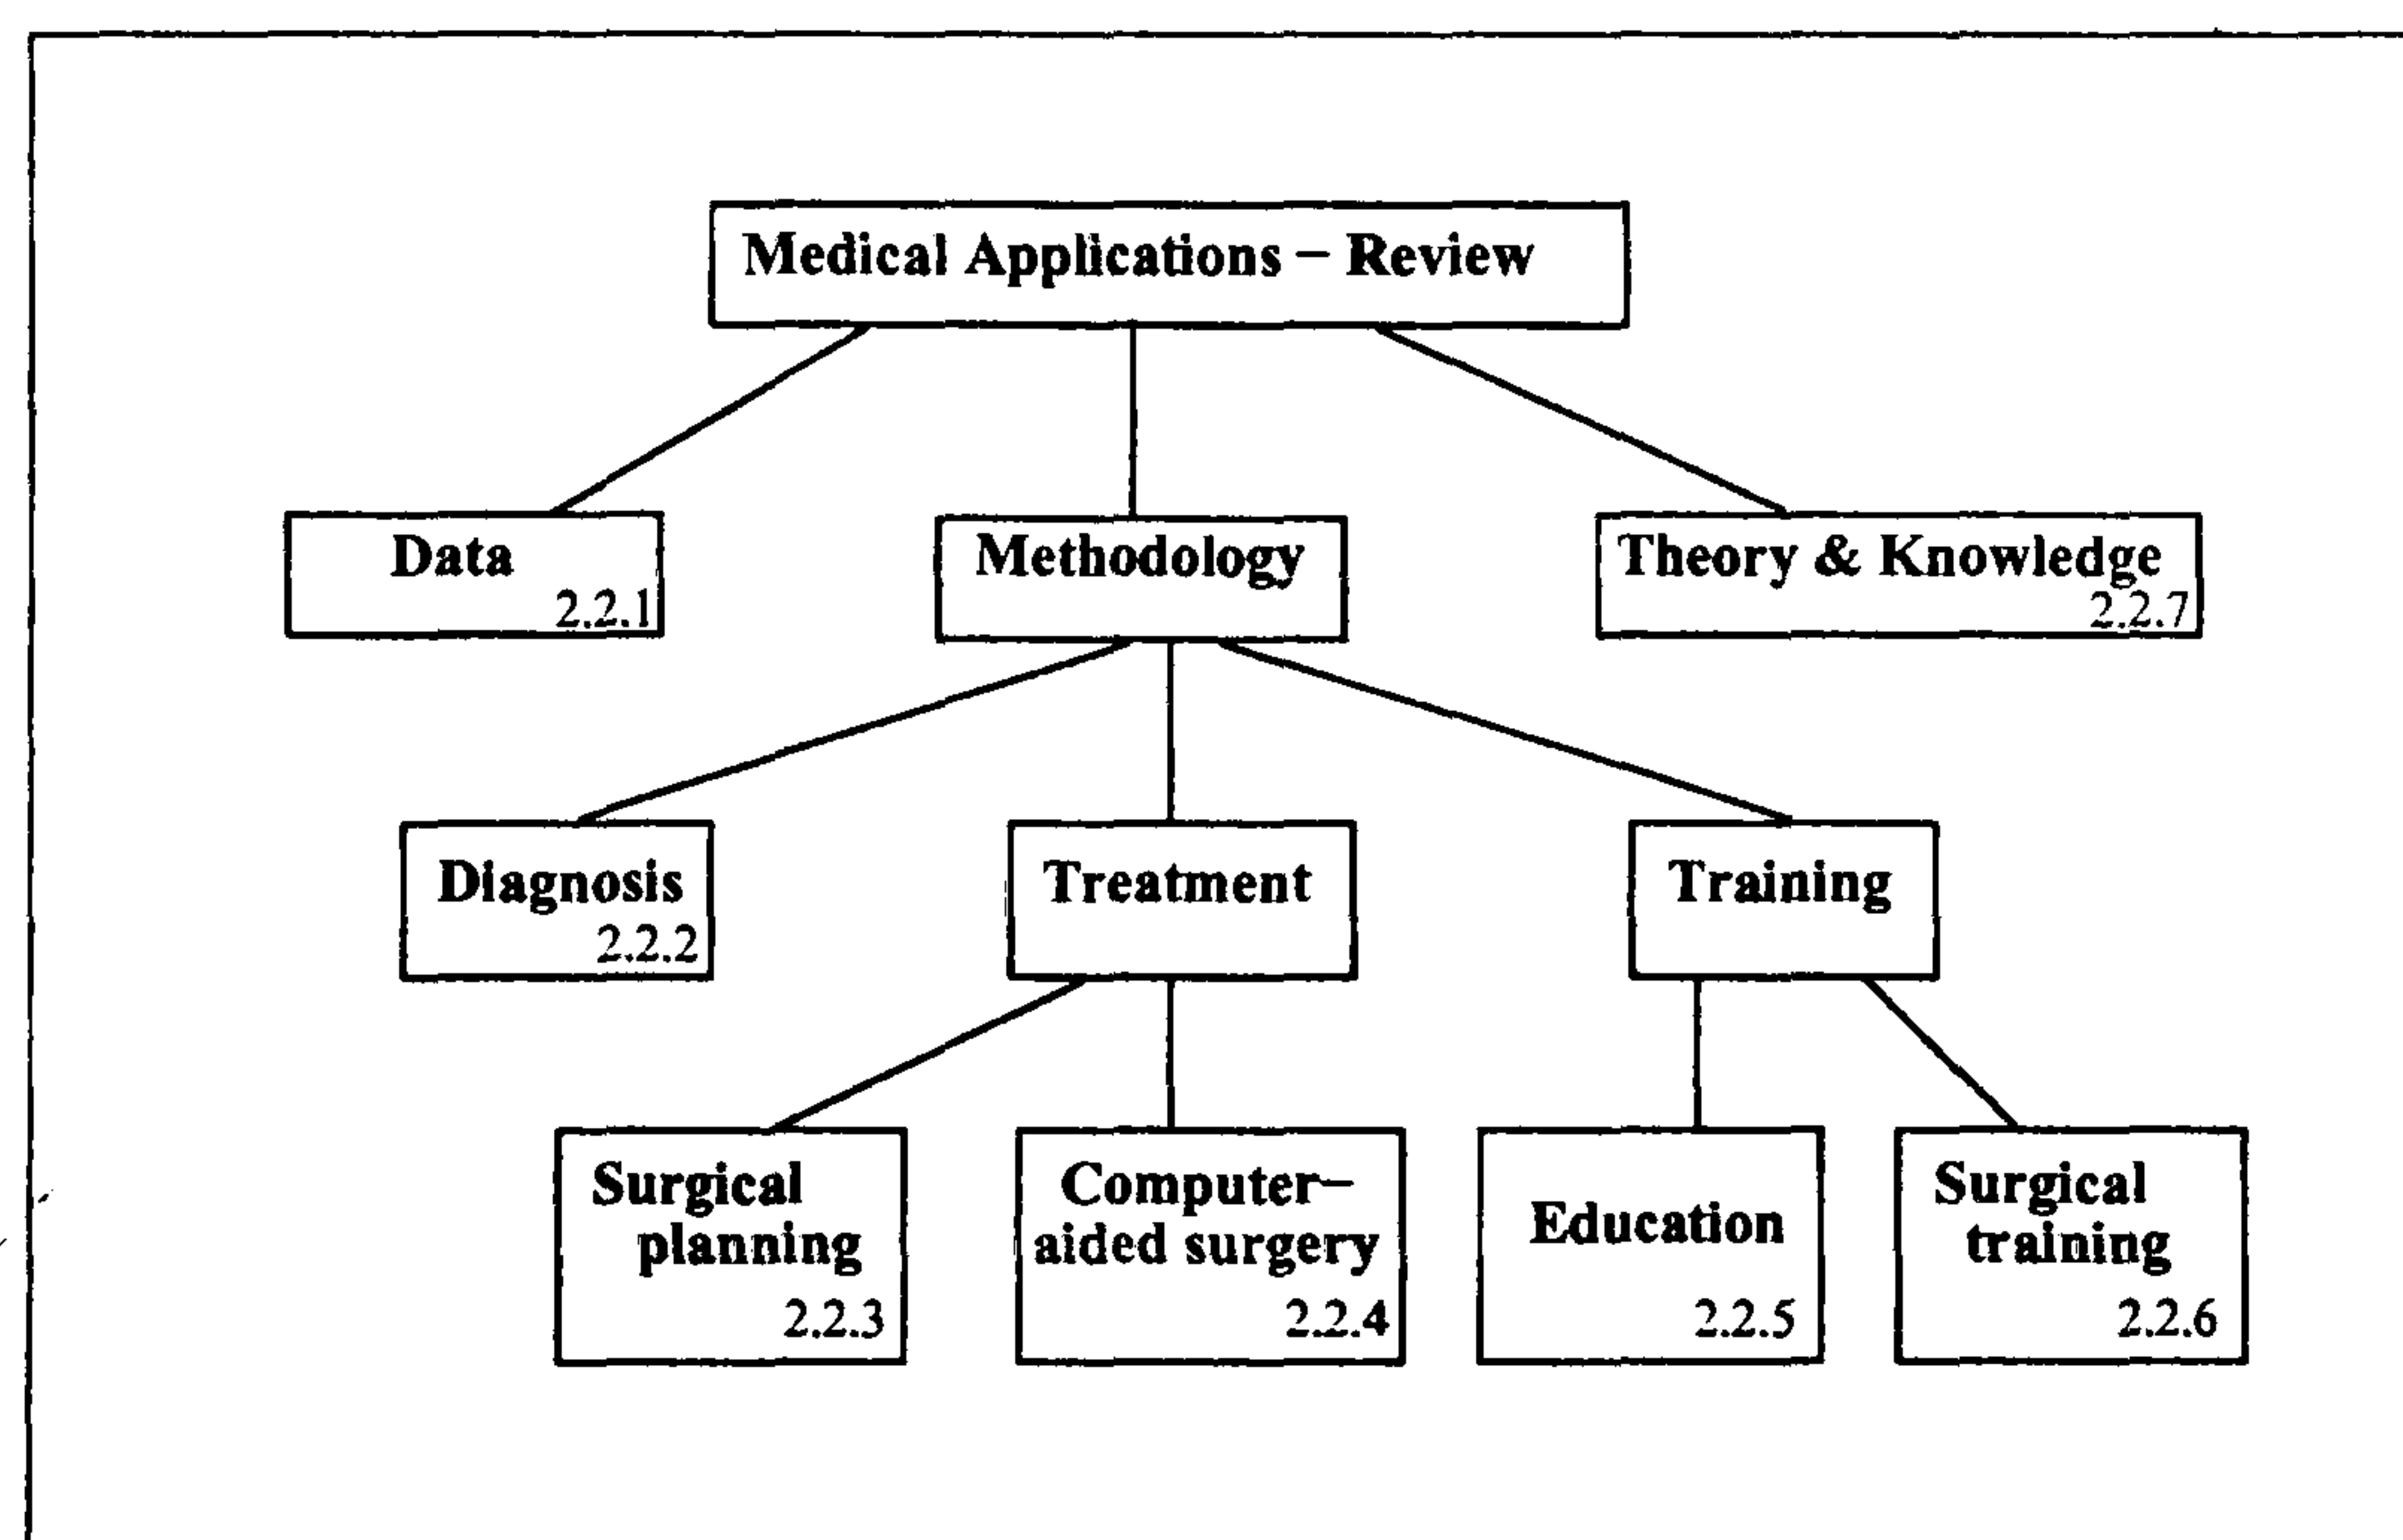 Medical Applications – Review
Data
2.2.1
Methodology
Theory & Knowledge
2.2.7
Diagnosis
2.2.2
Treatment
Training
Surgical
planning
2.2.3
Computer–
aided surgery
2.2.4
Education
2.2.5
Surgical
training
2.2.6